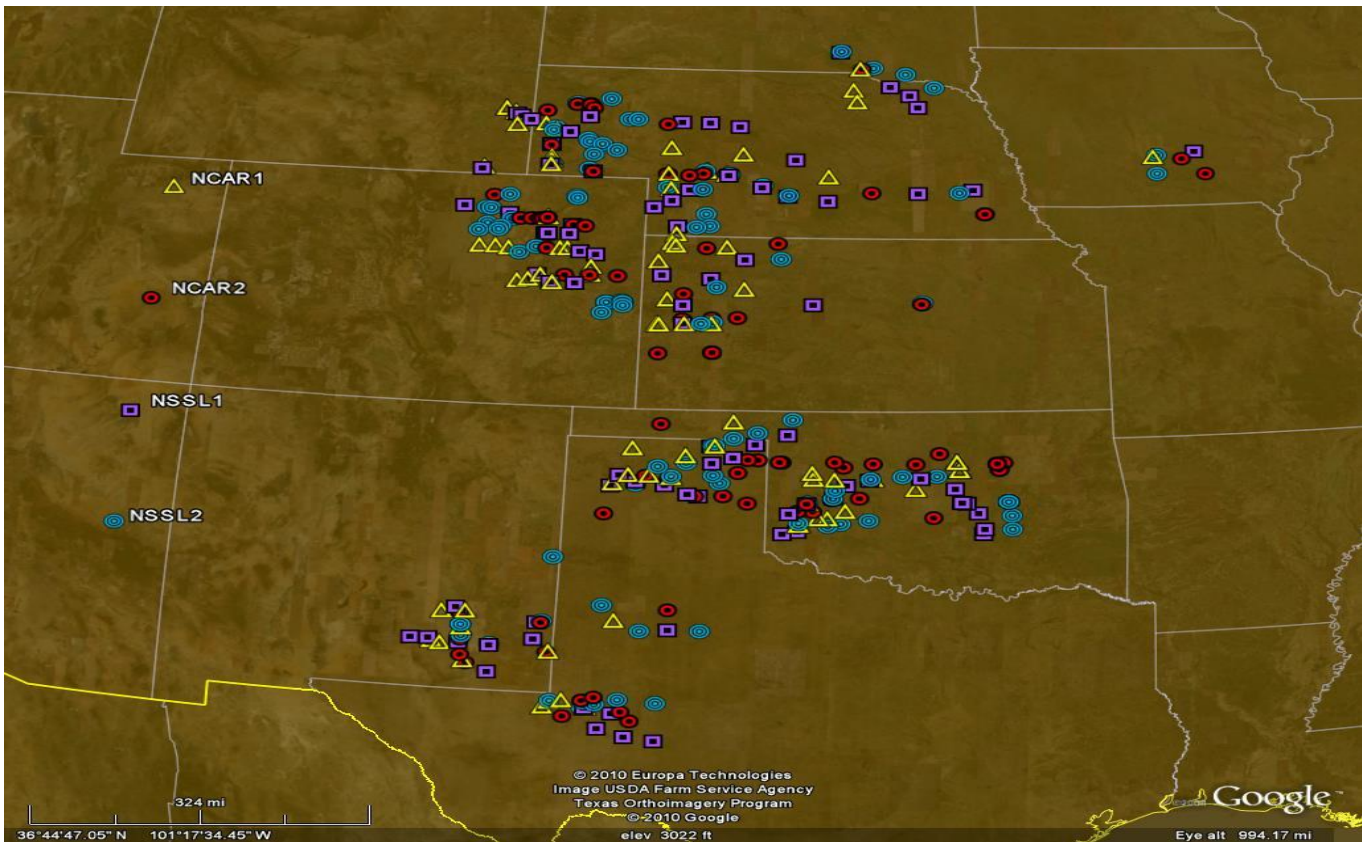 NCAR1
NCAR2
NSSL1
NSSL2
© 2010 Europa Technologies
Image USDA Farm Service Agency
Texas Orthoimagery Program
© 2010 Google
Google™
324 mi
36°44'47.05" N 101°17'34.45" W
elev 3022 ft
Eye alt 994.17 mi